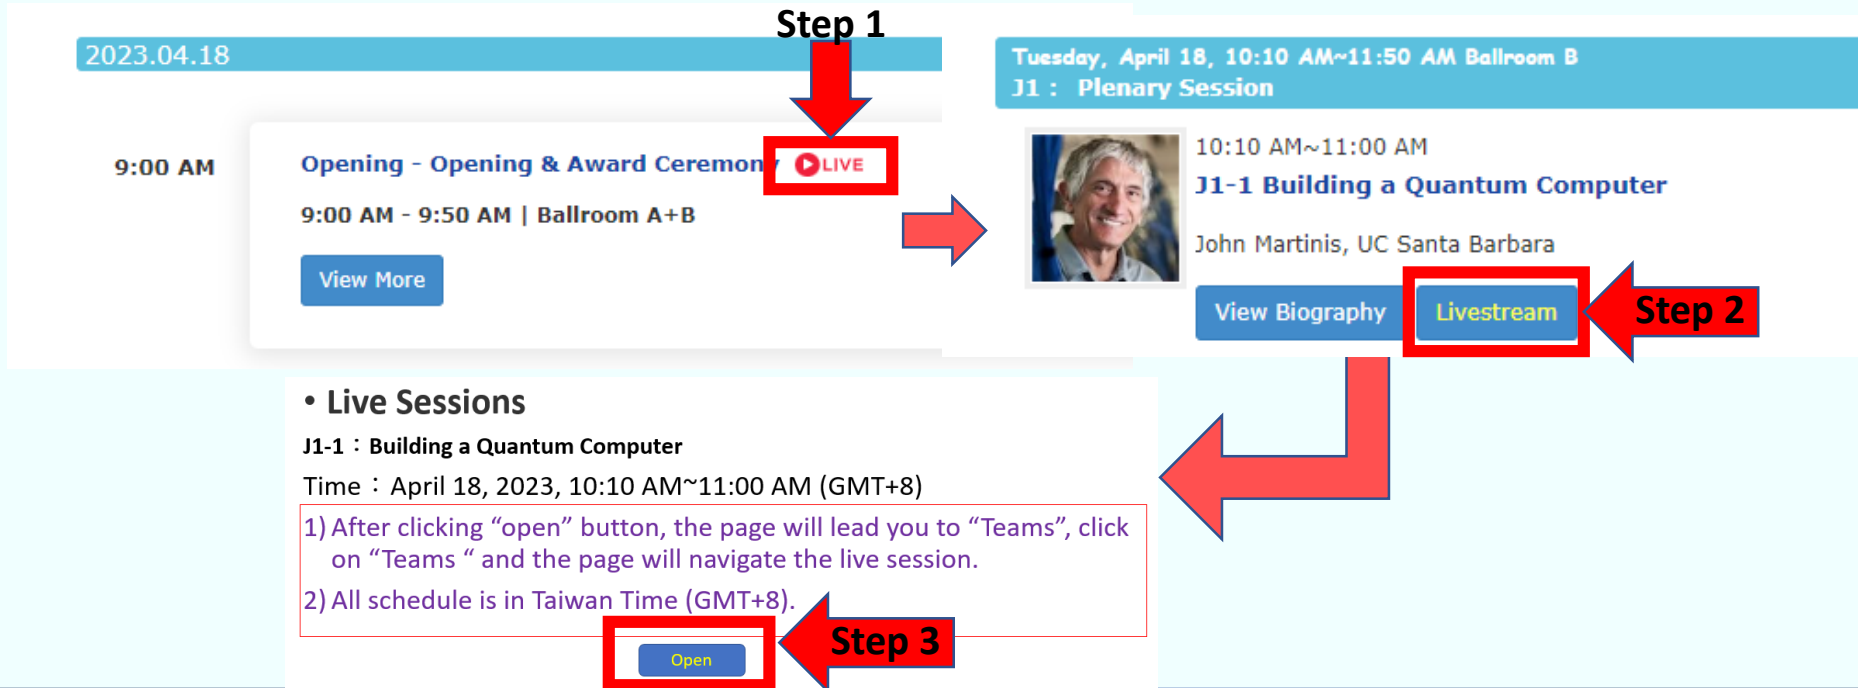 Step 1
2023.04.18
9:00 AM
Opening - Opening & Award Ceremony LIVE
9:00 AM - 9:50 AM | Ballroom A+B
View More
Tuesday, April 18, 10:10 AM~11:50 AM Ballroom B
J1 : Plenary Session
10:10 AM~11:00 AM
J1-1 Building a Quantum Computer
John Martinis, UC Santa Barbara
View Biography
Livestream
Step 2
• Live Sessions
J1-1：Building a Quantum Computer
Time：April 18, 2023, 10:10 AM~11:00 AM (GMT+8)
1) After clicking “open” button, the page will lead you to “Teams”, click
on “Teams “ and the page will navigate the live session.
2) All schedule is in Taiwan Time (GMT+8).
Open
Step 3